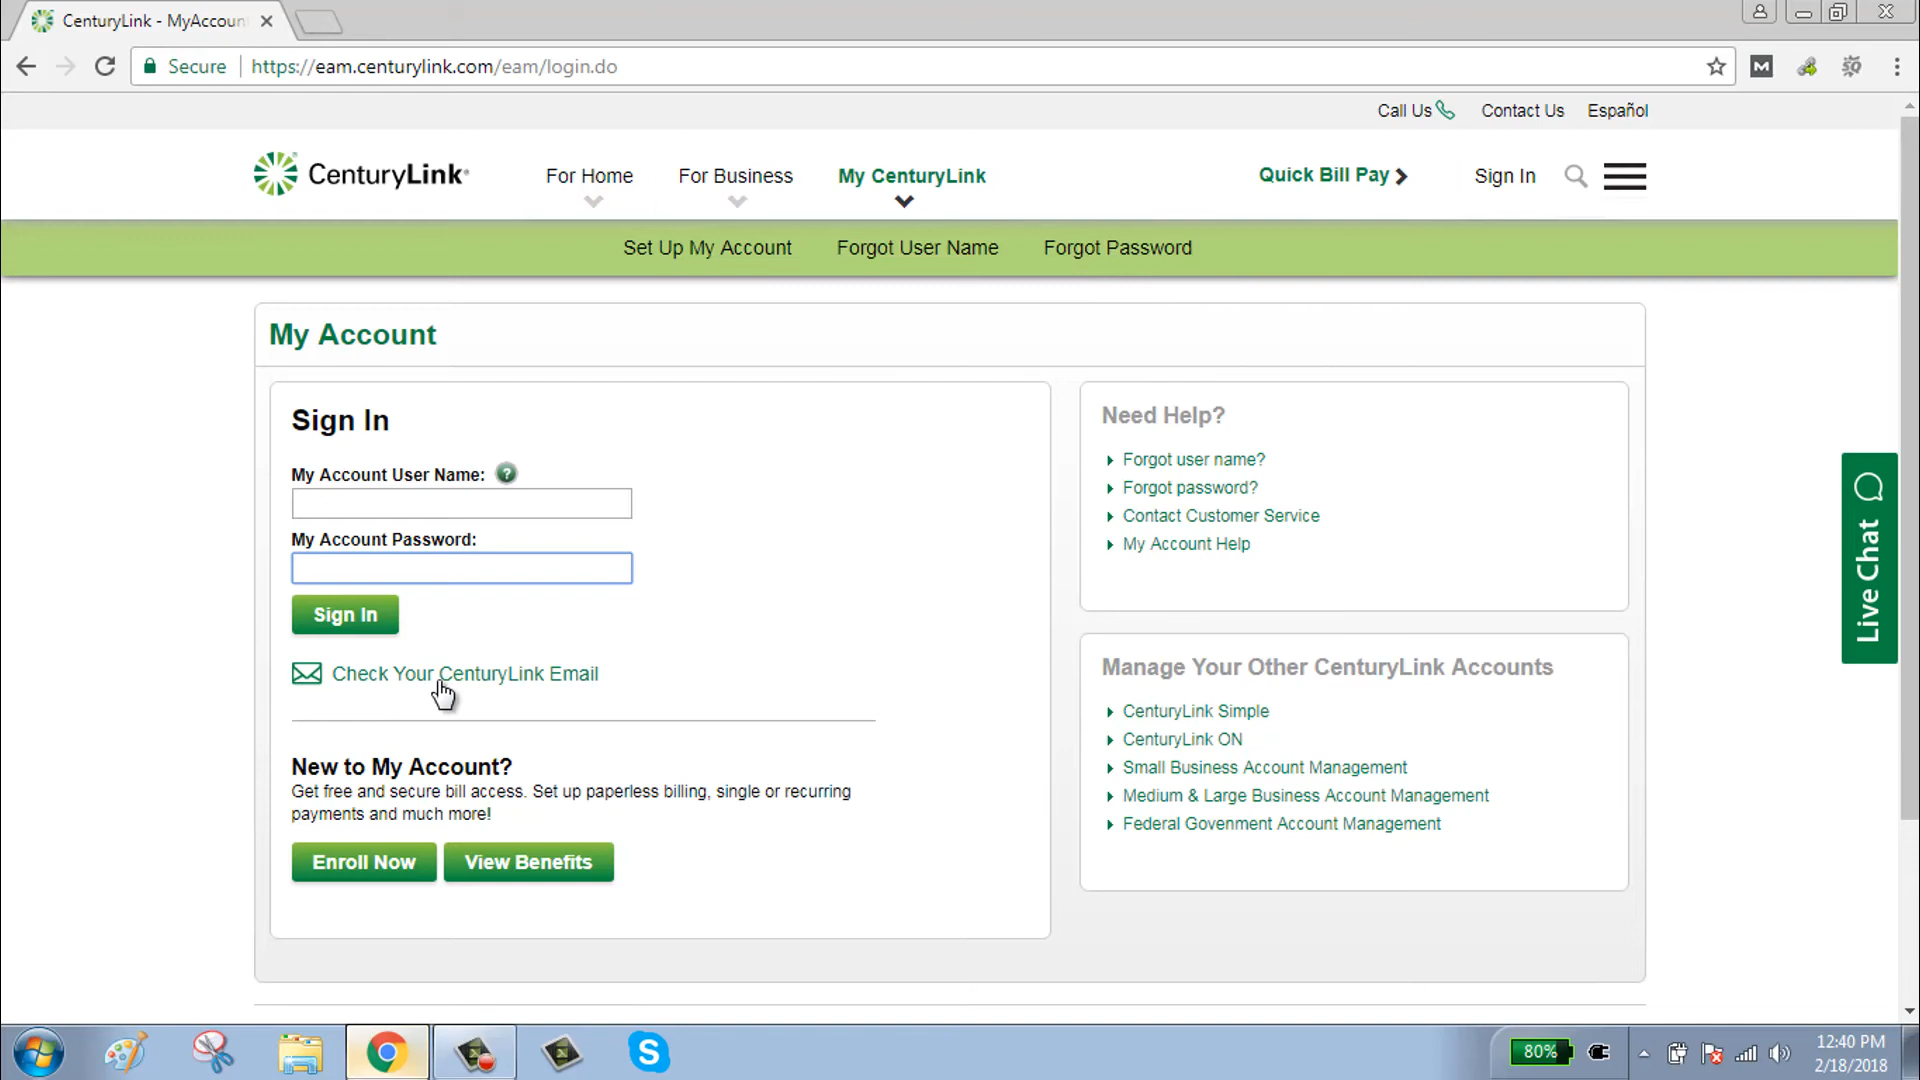 CenturyLink - MyAccoun
Secure https://eam.centurylink.com/eam/login.do
Call Us Contact Us Español
CenturyLink® For Home For Business My CenturyLink Quick Bill Pay Sign In
Set Up My Account Forgot User Name Forgot Password
My Account
Sign In
My Account User Name: ?
My Account Password:
Sign In
Check Your CenturyLink Email
New to My Account?
Get free and secure bill access. Set up paperless billing, single or recurring
payments and much more!
Enroll Now View Benefits
Need Help?
Forgot user name?
Forgot password?
Contact Customer Service
My Account Help
Manage Your Other CenturyLink Accounts
CenturyLink Simple
CenturyLink ON
Small Business Account Management
Medium & Large Business Account Management
Federal Govenment Account Management
Live Chat
80%
12:40 PM
2/18/2018